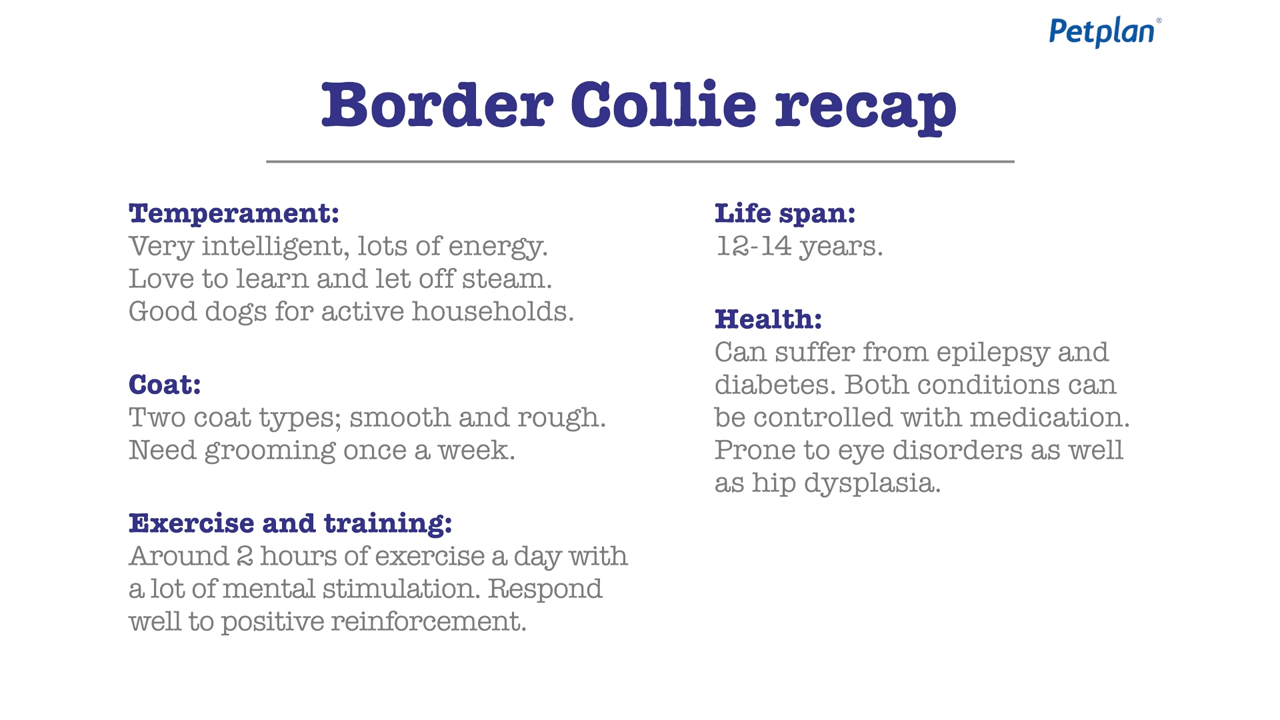 Petplan®
Border Collie recap
Temperament:
Very intelligent, lots of energy.
Love to learn and let off steam.
Good dogs for active households.
Coat:
Two coat types; smooth and rough.
Need grooming once a week.
Exercise and training:
Around 2 hours of exercise a day with
a lot of mental stimulation. Respond
well to positive reinforcement.
Life span:
12-14 years.
Health:
Can suffer from epilepsy and
diabetes. Both conditions can
be controlled with medication.
Prone to eye disorders as well
as hip dysplasia.